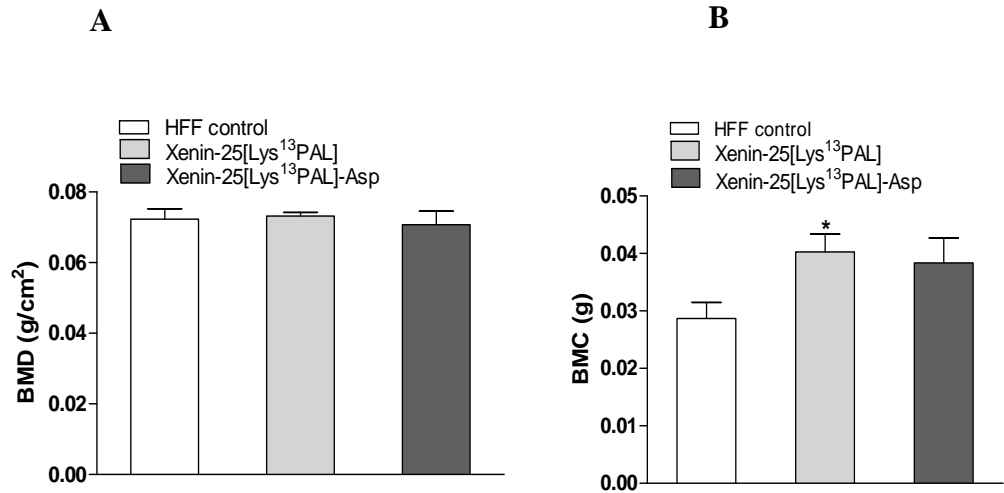 A
HFF control
Xenin-25[Lys¹³PAL]
Xenin-25[Lys¹³PAL]-Asp
BMD (g/cm²)
0.08
0.06
0.04
0.02
0.00
B
HFF control
Xenin-25[Lys¹³PAL]
Xenin-25[Lys¹³PAL]-Asp
BMC (g)
0.05
0.04
0.03
0.02
0.01
0.00
*